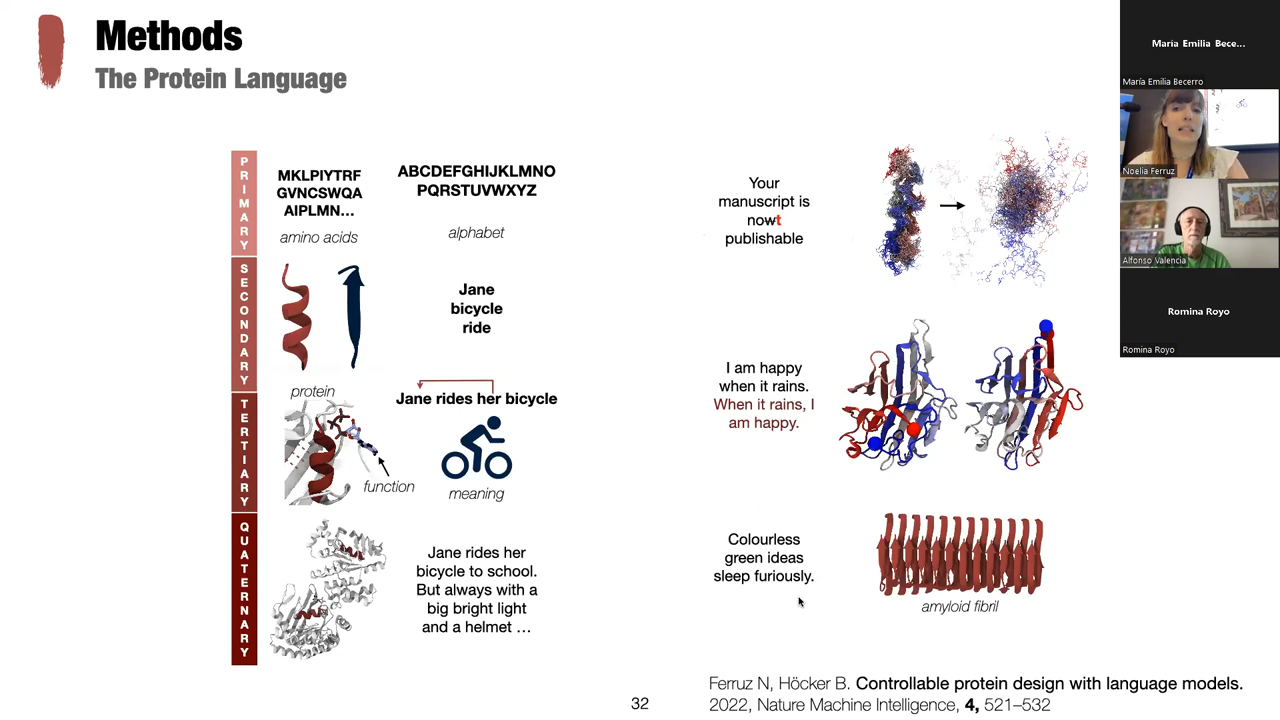 Methods
The Protein Language
PRIMARY
MKLPIYTRF
GVNCSWQA
AIPLMN…
amino acids
ABCDEFGHIJKLMNO
PQRSTUVWXYZ
alphabet
SECONDARY
Jane
bicycle
ride
TERTIARY
protein
function
Jane rides her bicycle
meaning
QUATERNARY
Jane rides her
bicycle to school.
But always with a
big bright light
and a helmet …
Your
manuscript is
nowt
publishable
I am happy
when it rains.
When it rains, I
am happy.
Colourless
green ideas
sleep furiously.
amyloid fibril
32
Ferruz N, Höcker B. Controllable protein design with language models.
2022, Nature Machine Intelligence, 4, 521–532
María Emilia Bece...
María Emilia Becerro
Noelia Ferruz
Alfonso Valencia
Romina Royo
Romina Royo